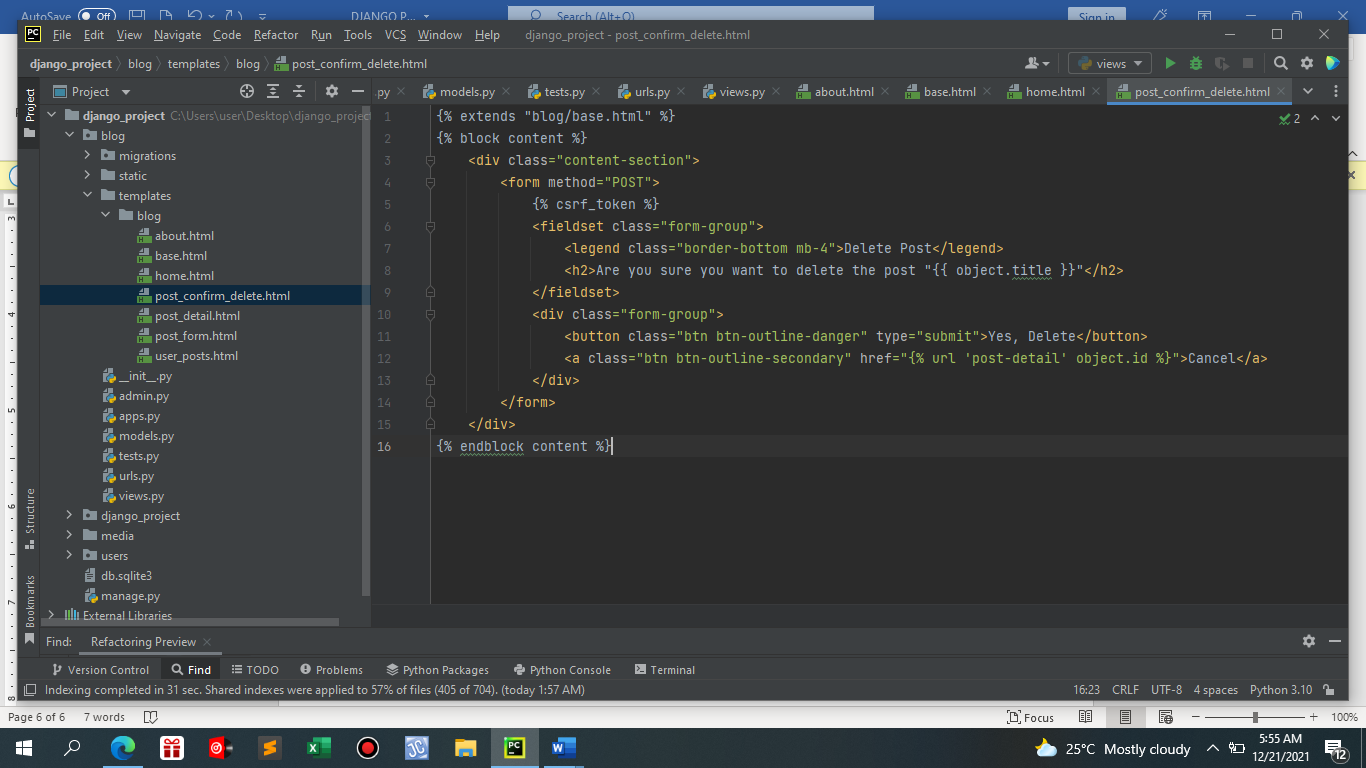 AutoSave Off DJANGO P... Search (Alt+Q) Sign in
PC File Edit View Navigate Code Refactor Run Tools VCS Window Help django_project - post_confirm_delete.html
django_project blog templates blog post_confirm_delete.html views
Project
Project
.py models.py tests.py urls.py views.py about.html base.html home.html post_confirm_delete.html
django_project C:\Users\user\Desktop\django_project
blog
migrations
static
templates
blog
about.html
base.html
home.html
post_confirm_delete.html
post_detail.html
post_form.html
user_posts.html
__init__.py
admin.py
apps.py
models.py
tests.py
urls.py
views.py
django_project
media
users
db.sqlite3
manage.py
External Libraries
Structure
Bookmarks
2
1 {% extends "blog/base.html" %}
2 {% block content %}
3 <div class="content-section">
4 <form method="POST">
5 {% csrf_token %}
6 <fieldset class="form-group">
7 <legend class="border-bottom mb-4">Delete Post</legend>
8 <h2>Are you sure you want to delete the post "{{ object.title }}"</h2>
9 </fieldset>
10 <div class="form-group">
11 <button class="btn btn-outline-danger" type="submit">Yes, Delete</button>
12 <a class="btn btn-outline-secondary" href="{% url 'post-detail' object.id %}">Cancel</a>
13 </div>
14 </form>
15 </div>
16 {% endblock content %}
Find: Refactoring Preview
Version Control Find TODO Problems Python Packages Python Console Terminal
Indexing completed in 31 sec. Shared indexes were applied to 57% of files (405 of 704). (today 1:57 AM) 16:23 CRLF UTF-8 4 spaces Python 3.10
Page 6 of 6 7 words Focus 100%
25°C Mostly cloudy 5:55 AM
12/21/2021
12